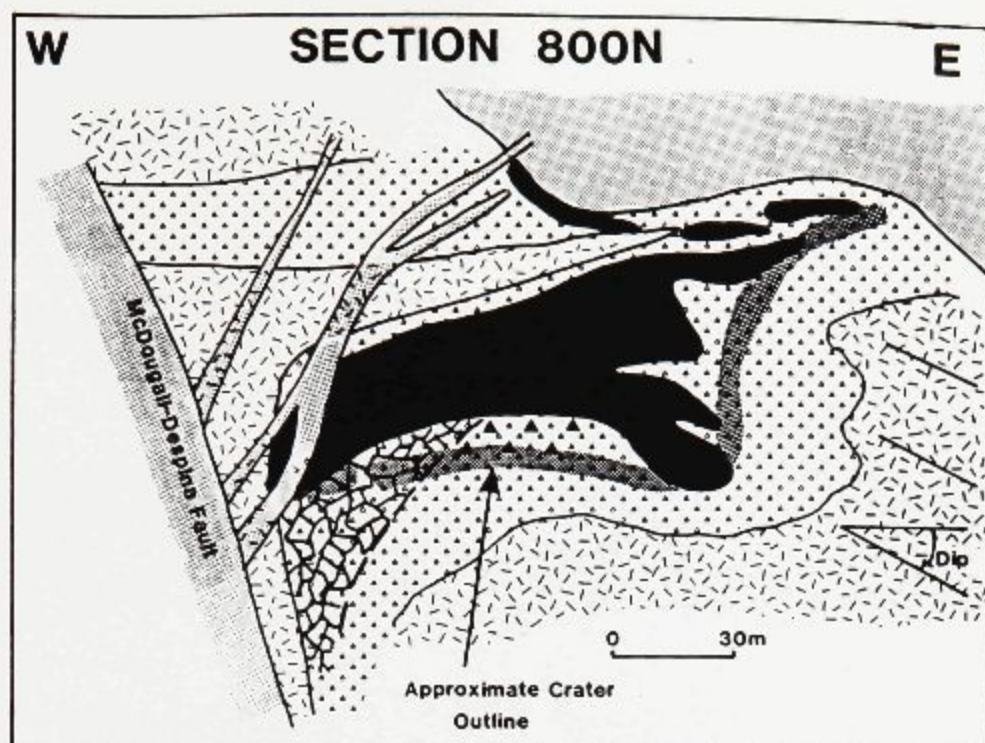 W SECTION 800N E
McDougall-Despina Fault
Dip
0 30m
Approximate Crater
Outline